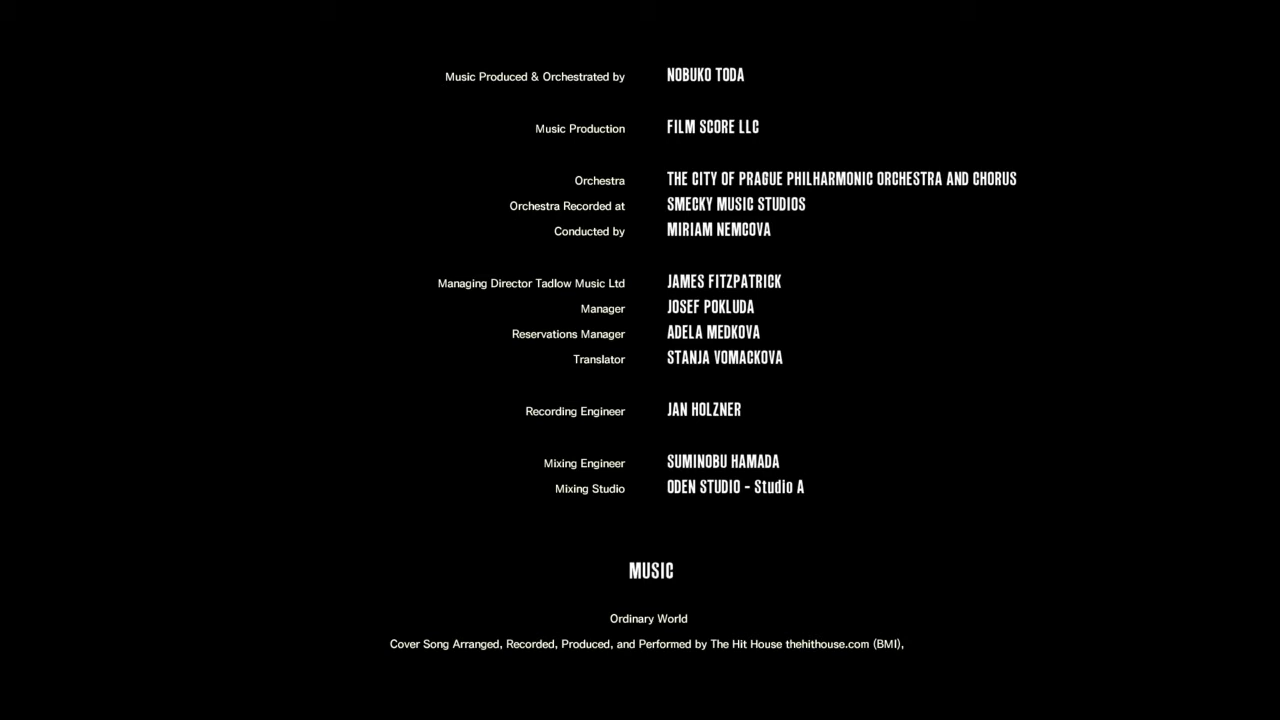 Music Produced & Orchestrated by NOBUKO TODA
Music Production FILM SCORE LLC
Orchestra THE CITY OF PRAGUE PHILHARMONIC ORCHESTRA AND CHORUS
Orchestra Recorded at SMECKY MUSIC STUDIOS
Conducted by MIRIAM NEMCOVA
Managing Director Tadlow Music Ltd JAMES FITZPATRICK
Manager JOSEF POKLUDA
Reservations Manager ADELA MEDKOVA
Translator STANJA VOMACKOVA
Recording Engineer JAN HOLZNER
Mixing Engineer SUMINOBU HAMADA
Mixing Studio ODEN STUDIO - Studio A
MUSIC
Ordinary World
Cover Song Arranged, Recorded, Produced, and Performed by The Hit House thehithouse.com (BMI),